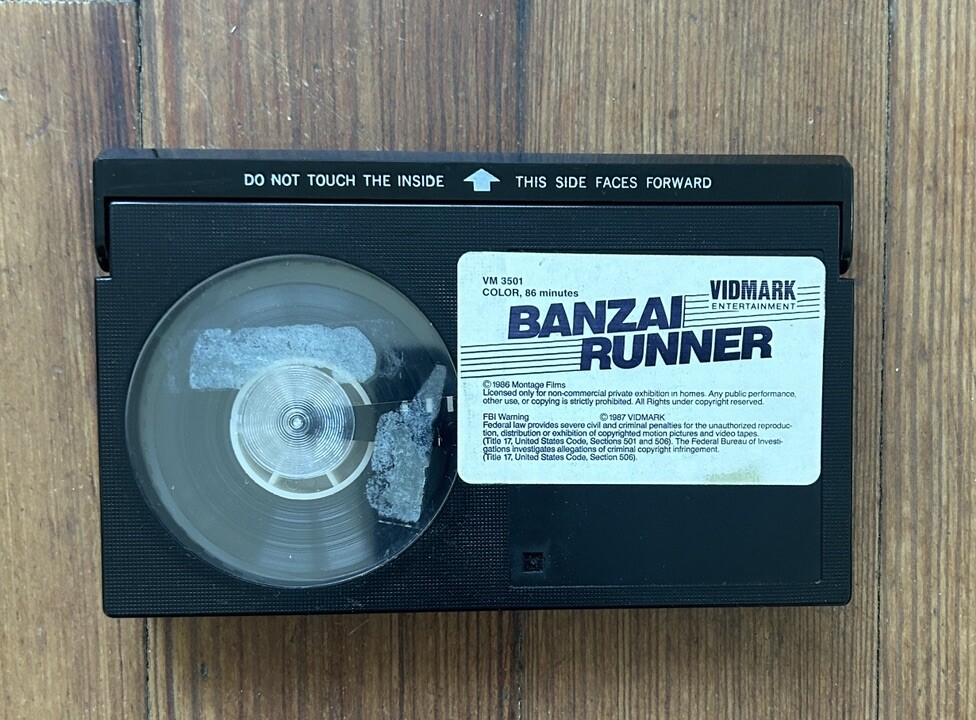 DO NOT TOUCH THE INSIDE THIS SIDE FACES FORWARD
VM 3501
COLOR, 86 minutes
VIDMARK
ENTERTAINMENT
BANZAI
RUNNER
©1986 Montage Films
Licensed only for non-commercial private exhibition in homes. Any public performance,
other use, or copying is strictly prohibited. All Rights under copyright reserved.
FBI Warning ©1987 VIDMARK
Federal law provides severe civil and criminal penalties for the unauthorized reproduc-
tion, distribution or exhibition of copyrighted motion pictures and video tapes.
(Title 17, United States Code, Sections 501 and 506). The Federal Bureau of Investi-
gations investigates allegations of criminal copyright infringement.
(Title 17, United States Code, Section 506).